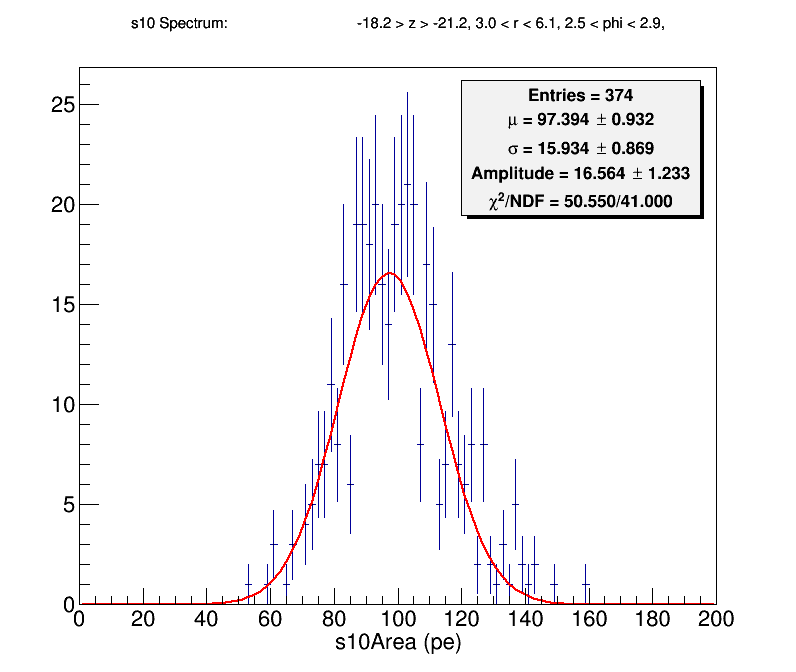 s10 Spectrum: -18.2 > z > -21.2, 3.0 < r < 6.1, 2.5 < phi < 2.9,
Entries = 374
μ = 97.394 ± 0.932
σ = 15.934 ± 0.869
Amplitude = 16.564 ± 1.233
χ²/NDF = 50.550/41.000
25
20
15
10
5
0
0 20 40 60 80 100 120 140 160 180 200
s10Area (pe)